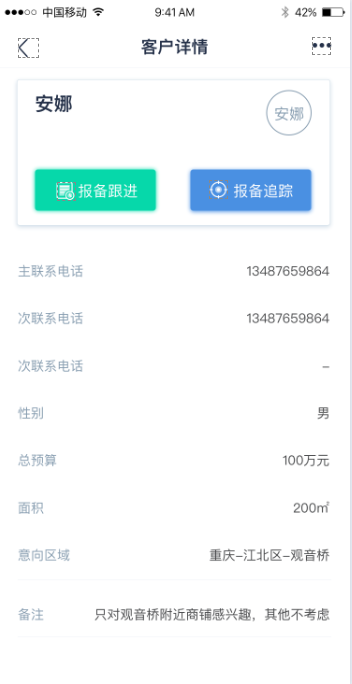 中国移动
9:41 AM
42%
客户详情
安娜
安娜
报备跟进
报备追踪
主联系电话 13487659864
次联系电话 13487659864
次联系电话 –
性别 男
总预算 100万元
面积 200㎡
意向区域 重庆–江北区–观音桥
备注 只对观音桥附近商铺感兴趣，其他不考虑